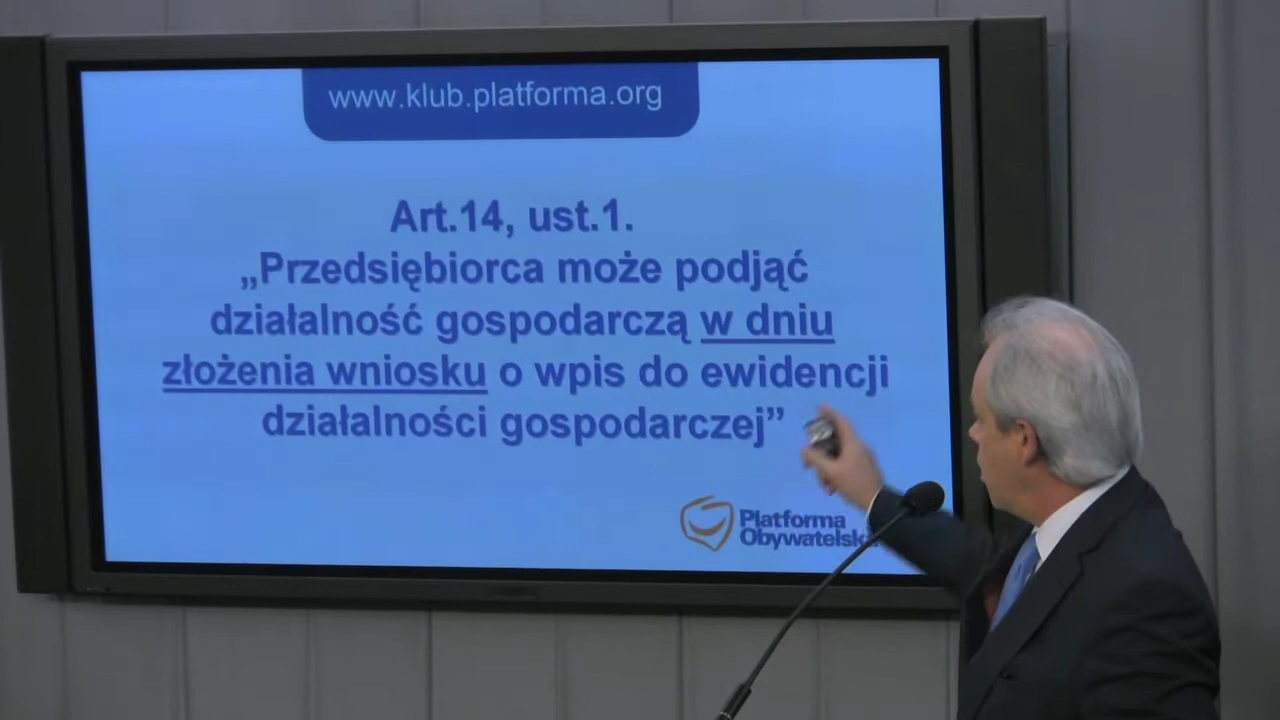 www.klub.platforma.org
Art.14, ust.1.
„Przedsiębiorca może podjąć
działalność gospodarczą w dniu
złożenia wniosku o wpis do ewidencji
działalności gospodarczej”
Platforma
Obywatelska